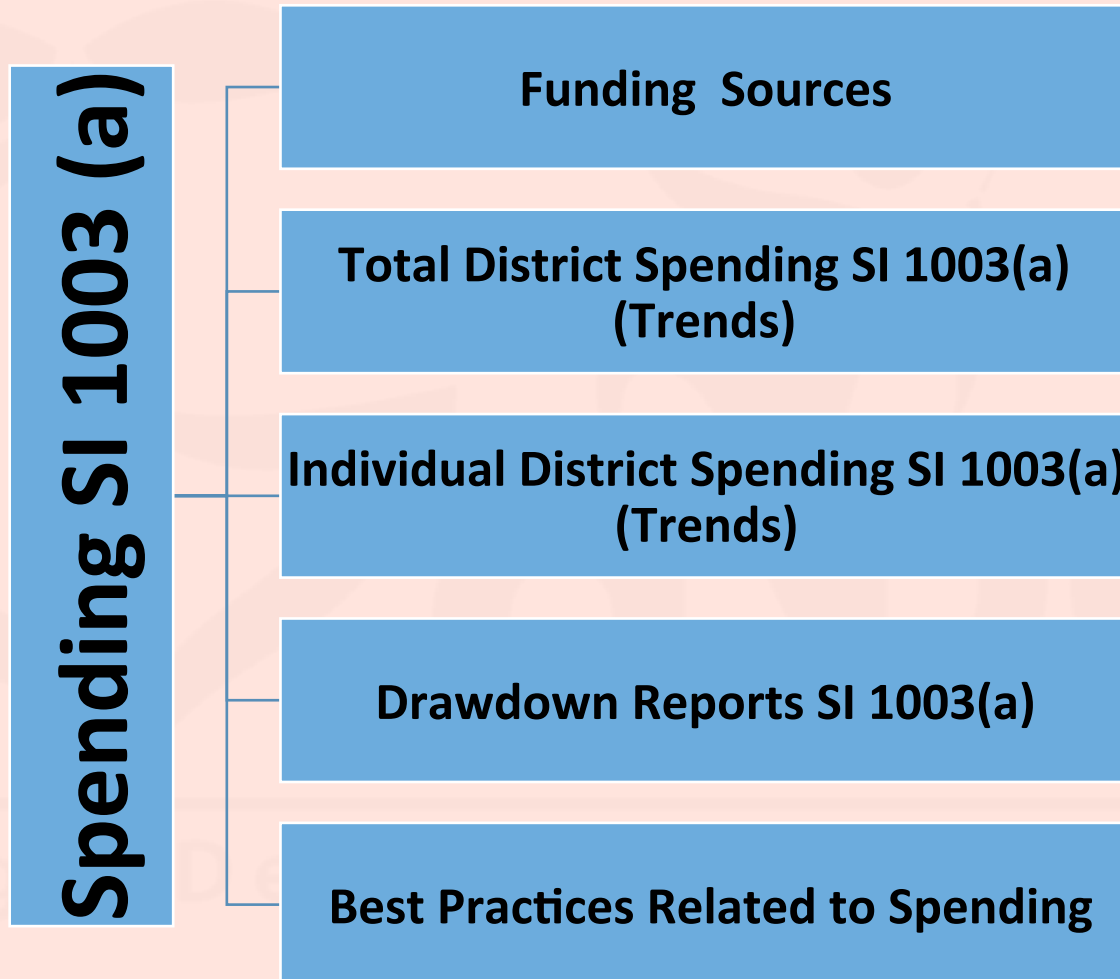 Spending SI 1003 (a)
Funding  Sources
Total District Spending SI 1003(a)
(Trends)
Individual District Spending SI 1003(a)
(Trends)
Drawdown Reports SI 1003(a)
Best Practices Related to Spending